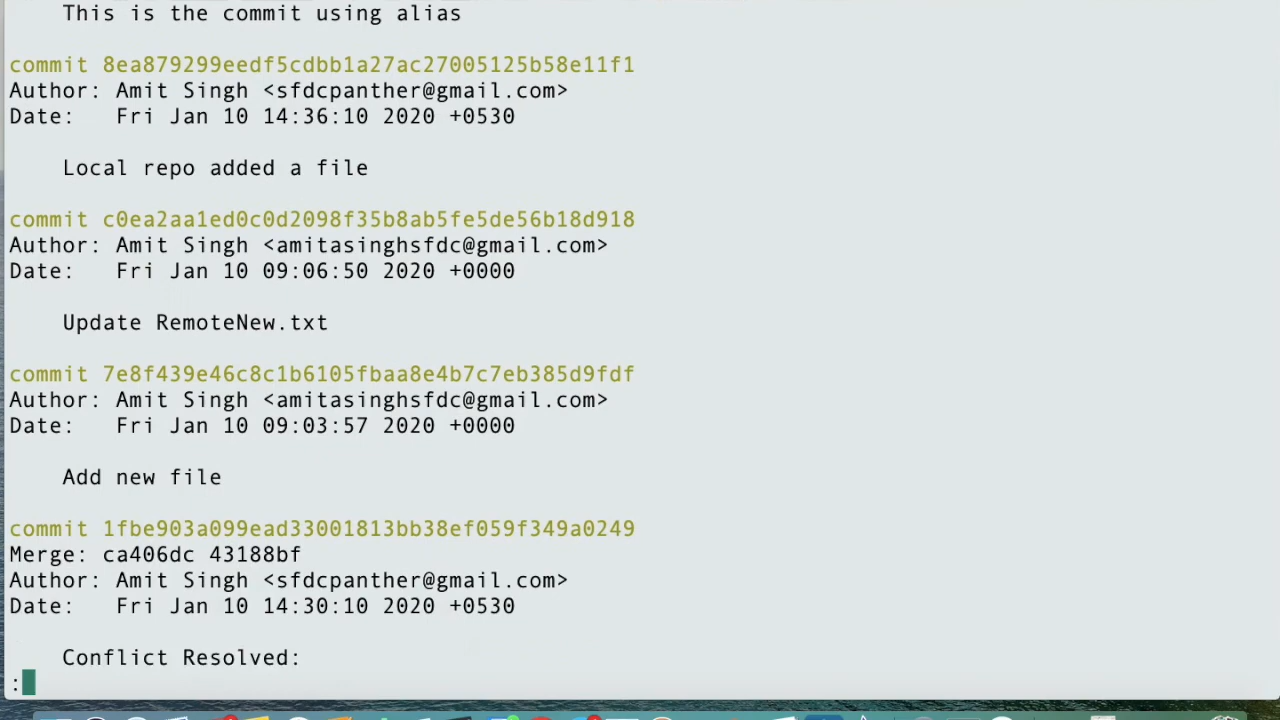 This is the commit using alias
commit 8ea879299eedf5cdbb1a27ac27005125b58e11f1
Author: Amit Singh <sfdcpanther@gmail.com>
Date:   Fri Jan 10 14:36:10 2020 +0530
Local repo added a file
commit c0ea2aa1ed0c0d2098f35b8ab5fe5de56b18d918
Author: Amit Singh <amitasinghsfdc@gmail.com>
Date:   Fri Jan 10 09:06:50 2020 +0000
Update RemoteNew.txt
commit 7e8f439e46c8c1b6105fbaa8e4b7c7eb385d9fdf
Author: Amit Singh <amitasinghsfdc@gmail.com>
Date:   Fri Jan 10 09:03:57 2020 +0000
Add new file
commit 1fbe903a099ead33001813bb38ef059f349a0249
Merge: ca406dc 43188bf
Author: Amit Singh <sfdcpanther@gmail.com>
Date:   Fri Jan 10 14:30:10 2020 +0530
Conflict Resolved:
: